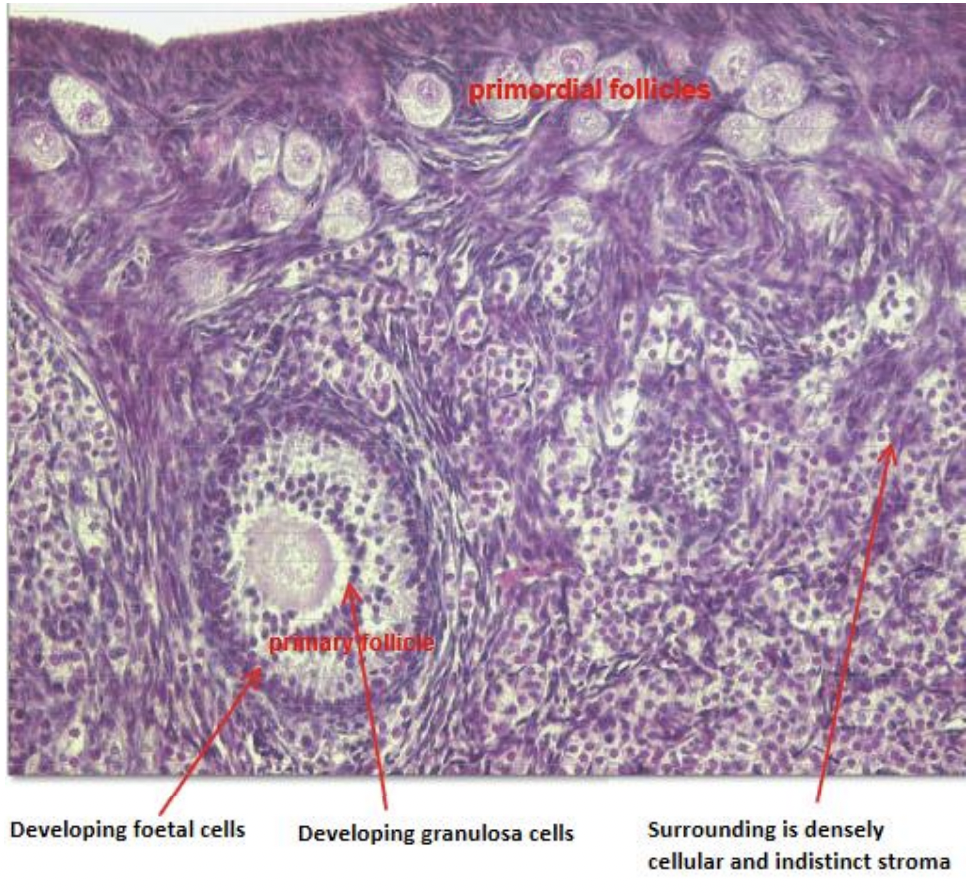 primordial follicles
primary follicle
Developing foetal cells
Developing granulosa cells
Surrounding is densely
cellular and indistinct stroma